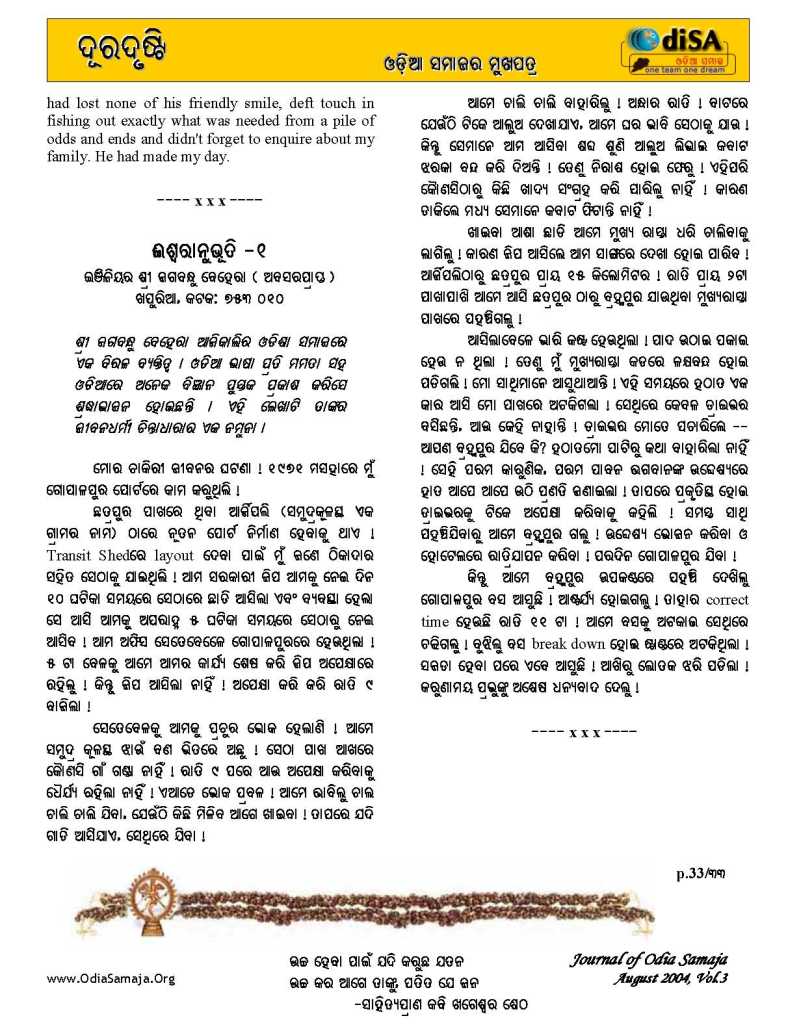 ଦୂରଦୃଷ୍ଟି
ଓଡ଼ିଆ ସମାଜର ମୁଖପତ୍ର
OdiSA
ଓଡ଼ିଆ ସମାଜ
one team one dream
had lost none of his friendly smile, deft touch in
fishing out exactly what was needed from a pile of
odds and ends and didn't forget to enquire about my
family. He had made my day.
---- x x x ----
ଈଶ୍ୱରାନୁଭୂତି -୧
ଇଞ୍ଜିନିୟର ଶ୍ରୀ ଜଗବନ୍ଧୁ ବେହେରା ( ଅବସରପ୍ରାପ୍ତ )
ଖପୁରିଆ, କଟକ: ୭୫୩ ୦୧୦
ଶ୍ରୀ ଜଗବନ୍ଧୁ ବେହେରା ଆଜିକାଲିର ଓଡିଶା ସମାଜରେ
ଏକ ବିରଳ ବ୍ୟକ୍ତିତ୍ୱ । ଓଡିଆ ଭାଷା ପ୍ରତି ମମତା ସହ
ଓଡିଆରେ ଅନେକ ବିଜ୍ଞାନ ପୁସ୍ତକ ପ୍ରକାଶ କରିସେ
ଶ୍ରଦ୍ଧାଭାଜନ ହୋଇଛନ୍ତି । ଏହି ଲେଖାଟି ତାଙ୍କର
ଜୀବନଧର୍ମୀ ଚିନ୍ତାଧାରାର ଏକ ନମୁନା ।
ମୋର ଚାକିରୀ ଜୀବନର ଘଟଣା । ୧୯୭୧ ମସହାରେ ମୁଁ
ଗୋପାଳପୁର ପୋର୍ଟରେ କାମ କରୁଥିଲି ।
ଛତ୍ରପୁର ପାଖରେ ଥିବା ଆର୍ଜିପଲି (ସମୁଦ୍ରକୂଳସ୍ଥ ଏକ
ଗ୍ରାମର ନାମ) ଠାରେ ନୂତନ ପୋର୍ଟ ନିର୍ମାଣ ହେବାକୁ ଥାଏ ।
Transit Shedରେ layout ଦେବା ପାଇଁ ମୁଁ ଜଣେ ଠିକାଦାର
ସହିତ ସେଠାକୁ ଯାଇଥିଲି । ଆମ ସରକାରୀ ଜିପ ଆମକୁ ନେଇ ଦିନ
୧୦ ଘଟିକା ସମୟରେ ସେଠାରେ ଛାଡି ଆସିଲା ଏବଂ ବ୍ୟବସ୍ଥା ହେଲା
ସେ ଆସି ଆମକୁ ଅପରାହ୍ନ ୫ ଘଟିକା ସମୟରେ ସେଠାରୁ ନେଇ
ଆସିବ । ଆମ ଅଫିସ ସେତେବେଳେ ଗୋପାଳପୁରରେ ହେଉଥିଲା ।
୫ ଟା ବେଳକୁ ଆମେ ଆମର କାର୍ଯ୍ୟ ଶେଷ କରି ଜିପ ଅପେକ୍ଷାରେ
ରହିଲୁ । କିନ୍ତୁ ଜିପ ଆସିଲା ନାହିଁ । ଅପେକ୍ଷା କରି କରି ରାତି ୯
ବାଜିଲା ।
ସେତେବେଳକୁ ଆମକୁ ପ୍ରଚୁର ଭୋକ ହେଲାଣି । ଆମେ
ସମୁଦ୍ର କୂଳସ୍ଥ ଝାଉଁ ବଣ ଭିତରେ ଅଛୁ । ସେଠା ପାଖ ଆଖରେ
କୌଣସି ଗାଁ ଗଣ୍ଡା ନାହିଁ । ରାତି ୯ ପରେ ଆଉ ଅପେକ୍ଷା କରିବାକୁ
ଧୈର୍ଯ୍ୟ ରହିଲା ନାହିଁ । ଏଆଡେ ଭୋକ ପ୍ରବଳ । ଆମେ ଭାବିଲୁ ଚାଲ
ଚାଲି ଚାଲି ଯିବା, ଯେଉଁଠି କିଛି ମିଳିବ ଆଗେ ଖାଇବା । ତାପରେ ଯଦି
ଗାଡି ଆସିଯାଏ, ସେଥିରେ ଯିବା ।
ଆମେ ଚାଲି ଚାଲି ବାହାରିଲୁ । ଅନ୍ଧାର ରାତି । ବାଟରେ
ଯେଉଁଠି ଟିକେ ଆଲୁଅ ଦେଖାଯାଏ, ଆମେ ଘର ଭାବି ସେଠାକୁ ଯାଉ ।
କିନ୍ତୁ ସେମାନେ ଆମ ଆସିବା ଶବ୍ଦ ଶୁଣି ଆଲୁଅ ଲିଭାଇ କବାଟ
ଝରକା ବନ୍ଦ କରି ଦିଅନ୍ତି । ତେଣୁ ନିରାଶ ହୋଇ ଫେରୁ । ଏହିପରି
କୌଣସିଠାରୁ କିଛି ଖାଦ୍ୟ ସଂଗ୍ରହ କରି ପାରିଲୁ ନାହିଁ । କାରଣ
ଡାକିଲେ ମଧ୍ୟ ସେମାନେ କବାଟ ଫିଟାନ୍ତି ନାହିଁ ।
ଖାଇବା ଆଶା ଛାଡି ଆମେ ମୁଖ୍ୟ ରାସ୍ତା ଧରି ଚାଲିବାକୁ
ଲାଗିଲୁ । କାରଣ ଜିପ ଆସିଲେ ଆମ ସାଙ୍ଗରେ ଦେଖା ହୋଇ ପାରିବ ।
ଆର୍ଜିପଲିଠାରୁ ଛତ୍ରପୁର ପ୍ରାୟ ୧୫ କିଲୋମିଟର । ରାତି ପ୍ରାୟ ୨ଟା
ପାଖାପାଖି ଆମେ ଆସି ଛତ୍ରପୁର ଠାରୁ ବ୍ରହ୍ମପୁର ଯାଉଥିବା ମୁଖ୍ୟରାସ୍ତା
ପାଖରେ ପହଞ୍ଚିଗଲୁ ।
ଆସିଲାବେଳେ ଭାରି କଷ୍ଟ ହେଉଥିଲା । ପାଦ ଉଠାଇ ପକାଇ
ହେଉ ନ ଥିଲା । ତେଣୁ ମୁଁ ମୁଖ୍ୟରାସ୍ତା କଡରେ ଳକ୍ଷବନ୍ଦ ହୋଇ
ପଡିଗଲି । ମୋ ସାଥିମାନେ ଆସୁଥାଆନ୍ତି । ଏହି ସମୟରେ ହଠାତ ଏକ
କାର ଆସି ମୋ ପାଖରେ ଅଟକିଗଲା । ସେଥିରେ କେବଳ ଡ୍ରାଇଭର
ବସିଛନ୍ତି, ଆଉ କେହି ନାହାନ୍ତି । ଡ୍ରାଇଭର ମୋତେ ପଚାରିଲେ --
ଆପଣ ବ୍ରହ୍ମପୁର ଯିବେ କି? ହଠାତମୋ ପାଟିରୁ କଥା ବାହାରିଲା ନାହିଁ
। ସେହି ପରମ କାରୁଣିକ, ପରମ ପାବନ ଭଗବାନଙ୍କ ଉଦ୍ଦେଶ୍ୟରେ
ହାତ ଆପେ ଆପେ ଉଠି ପ୍ରଣତି ଜଣାଇଲା । ତାପରେ ପ୍ରକୃତିସ୍ଥ ହୋଇ
ଡ୍ରାଇଭରକୁ ଟିକେ ଅପେକ୍ଷା କରିବାକୁ କହିଲି । ସମସ୍ତ ସାଥି
ପହଞ୍ଚିଯିବାରୁ ଆମେ ବ୍ରହ୍ମପୁର ଗଲୁ । ଉଦ୍ଦେଶ୍ୟ ଭୋଜନ କରିବା ଓ
ହୋଟେଲରେ ରାତ୍ରିଯାପନ କରିବା । ପରଦିନ ଗୋପାଳପୁର ଯିବା ।
କିନ୍ତୁ ଆମେ ବ୍ରହ୍ମପୁର ଉପକଣ୍ଠରେ ପହଞ୍ଚି ଦେଖିଲୁ
ଗୋପାଳପୁର ବସ ଆସୁଛି । ଆଶ୍ଚର୍ଯ୍ୟ ହୋଇଗଲୁ । ତାହାର correct
time ହେଉଛି ରାତି ୧୧ ଟା । ଆମେ ବସକୁ ଅଟକାଇ ସେଥିରେ
ଚଢିଗଲୁ । ବୁଝିଲୁ ବସ break down ହୋଇ ଷ୍ଟାଣ୍ଡରେ ଅଟକିଥିଲା ।
ସଜଡା ହେବା ପରେ ଏବେ ଆସୁଛି । ଆଖିରୁ ଲୋତକ ଝରି ପଡିଲା ।
କରୁଣାମୟ ପ୍ରଭୁଙ୍କୁ ଅଶେଷ ଧନ୍ୟବାଦ ଦେଲୁ ।
---- x x x ----
p.33/୩୩
ଉଚ୍ଚ ହେବା ପାଇଁ ଯଦି କରୁଛ ଯତନ
ଉଚ୍ଚ କର ଆଗେ ତାଙ୍କୁ, ପତିତ ଯେ ଜନ
-ସାହିତ୍ୟପ୍ରାଣ କବି ଖଗେଶ୍ୱର ଶେଠ
www.OdiaSamaja.Org
Journal of Odia Samaja
August 2004, Vol.3